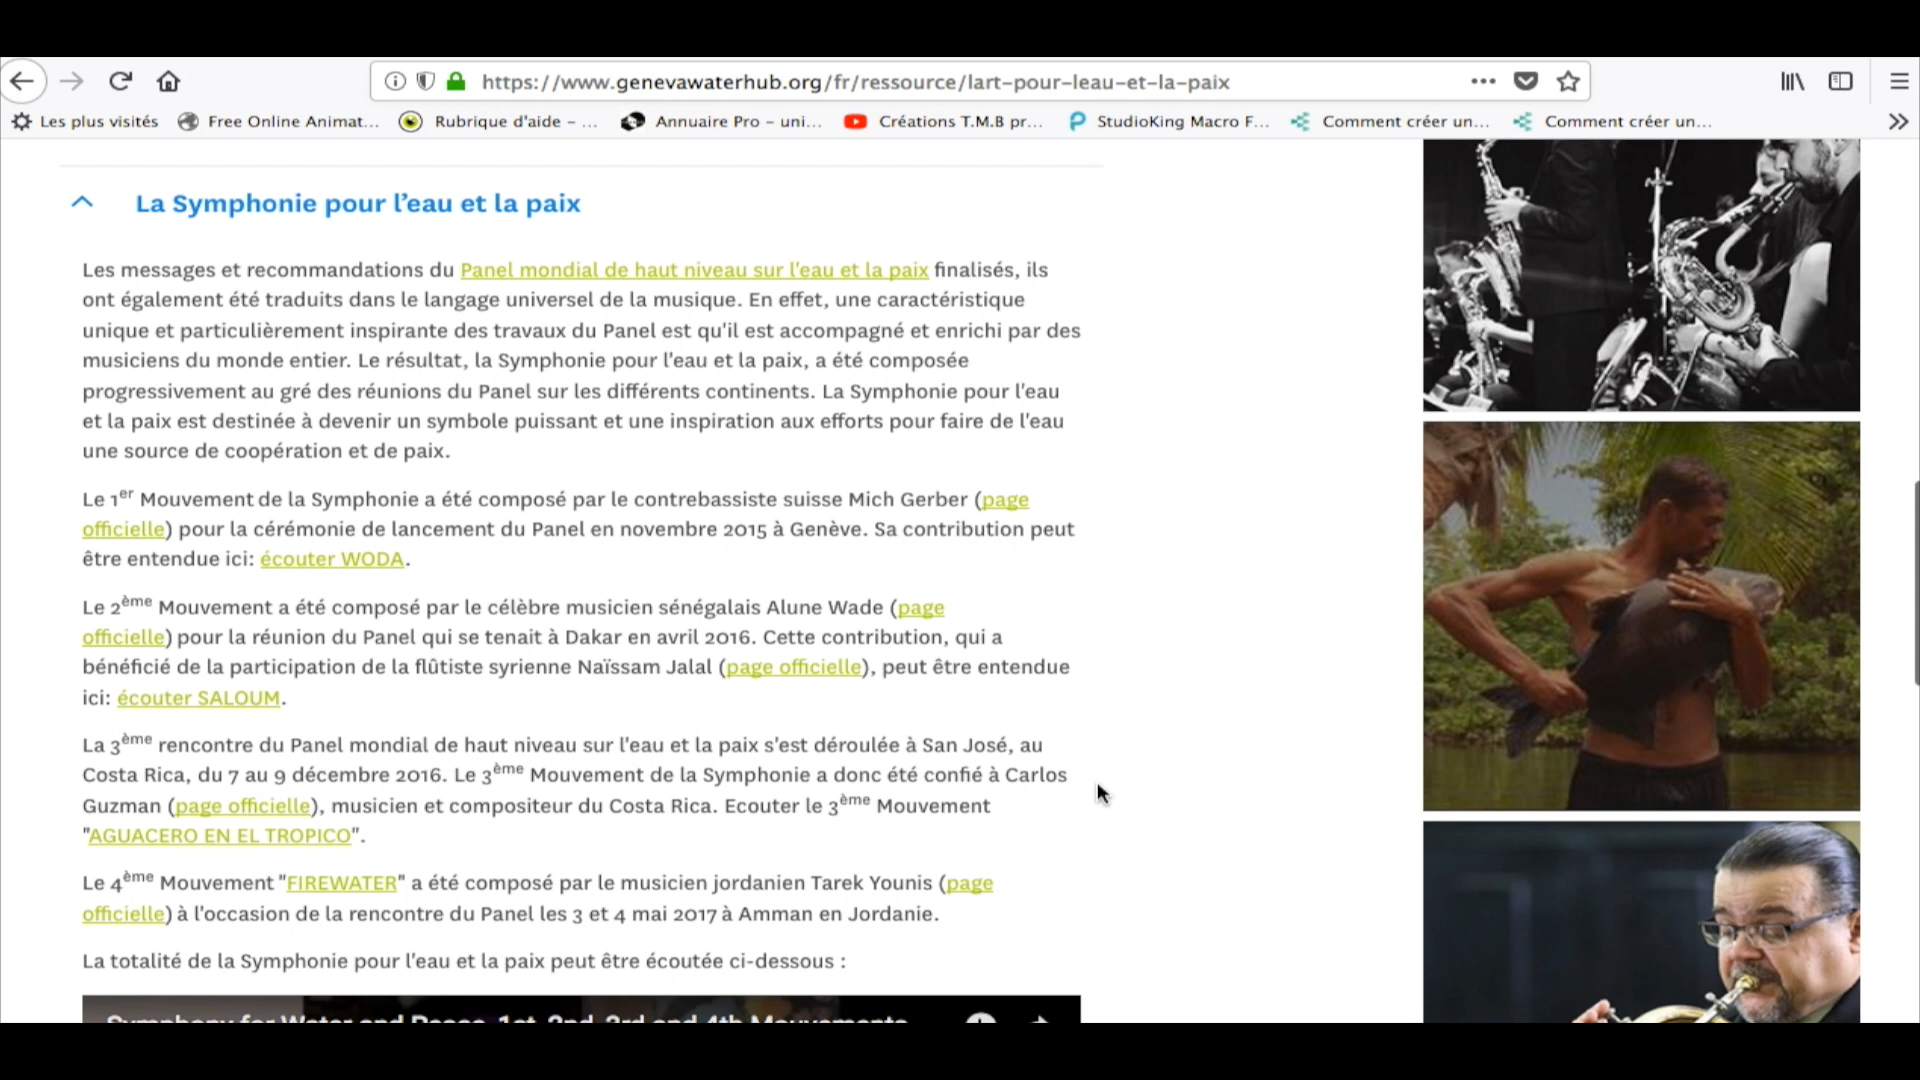 https://www.genevawaterhub.org/fr/ressource/lart-pour-leau-et-la-paix
Les plus visités Free Online Animat... Rubrique d'aide – ... Annuaire Pro – uni... Créations T.M.B pr... StudioKing Macro F... Comment créer un... Comment créer un...
La Symphonie pour l’eau et la paix
Les messages et recommandations du Panel mondial de haut niveau sur l'eau et la paix finalisés, ils
ont également été traduits dans le langage universel de la musique. En effet, une caractéristique
unique et particulièrement inspirante des travaux du Panel est qu'il est accompagné et enrichi par des
musiciens du monde entier. Le résultat, la Symphonie pour l'eau et la paix, a été composée
progressivement au gré des réunions du Panel sur les différents continents. La Symphonie pour l'eau
et la paix est destinée à devenir un symbole puissant et une inspiration aux efforts pour faire de l'eau
une source de coopération et de paix.
Le 1er Mouvement de la Symphonie a été composé par le contrebassiste suisse Mich Gerber (page
officielle) pour la cérémonie de lancement du Panel en novembre 2015 à Genève. Sa contribution peut
être entendue ici: écouter WODA.
Le 2ème Mouvement a été composé par le célèbre musicien sénégalais Alune Wade (page
officielle) pour la réunion du Panel qui se tenait à Dakar en avril 2016. Cette contribution, qui a
bénéficié de la participation de la flûtiste syrienne Naïssam Jalal (page officielle), peut être entendue
ici: écouter SALOUM.
La 3ème rencontre du Panel mondial de haut niveau sur l'eau et la paix s'est déroulée à San José, au
Costa Rica, du 7 au 9 décembre 2016. Le 3ème Mouvement de la Symphonie a donc été confié à Carlos
Guzman (page officielle), musicien et compositeur du Costa Rica. Ecouter le 3ème Mouvement
"AGUACERO EN EL TROPICO".
Le 4ème Mouvement "FIREWATER" a été composé par le musicien jordanien Tarek Younis (page
officielle) à l'occasion de la rencontre du Panel les 3 et 4 mai 2017 à Amman en Jordanie.
La totalité de la Symphonie pour l'eau et la paix peut être écoutée ci-dessous :
Symphony for Water and Peace, 1st, 2nd, 3rd and 4th Mouvements